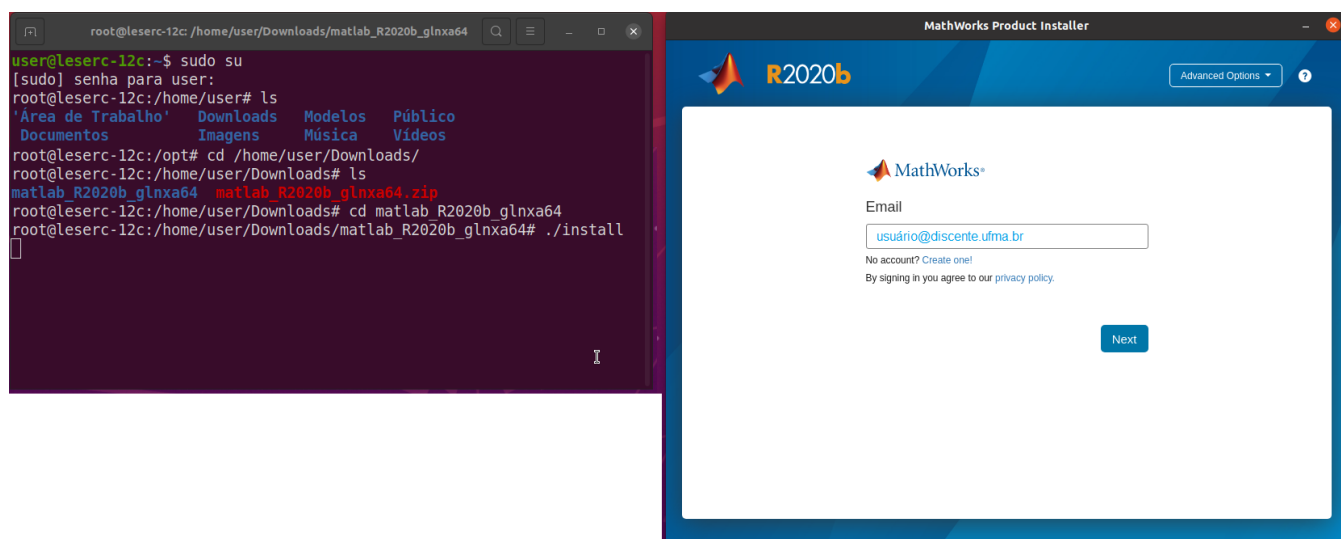 root@leserc-12c: /home/user/Downloads/matlab_R2020b_glnxa64
user@leserc-12c:~$ sudo su
[sudo] senha para user:
root@leserc-12c:/home/user# ls
'Área de Trabalho' Downloads Modelos Público
Documentos Imagens Música Vídeos
root@leserc-12c:/opt# cd /home/user/Downloads/
root@leserc-12c:/home/user/Downloads# ls
matlab_R2020b_glnxa64 matlab_R2020b_glnxa64.zip
root@leserc-12c:/home/user/Downloads# cd matlab_R2020b_glnxa64
root@leserc-12c:/home/user/Downloads/matlab_R2020b_glnxa64# ./install
MathWorks Product Installer
R2020b
Advanced Options
?
MathWorks®
Email
usuário@discente.ufma.br
No account? Create one!
By signing in you agree to our privacy policy.
Next